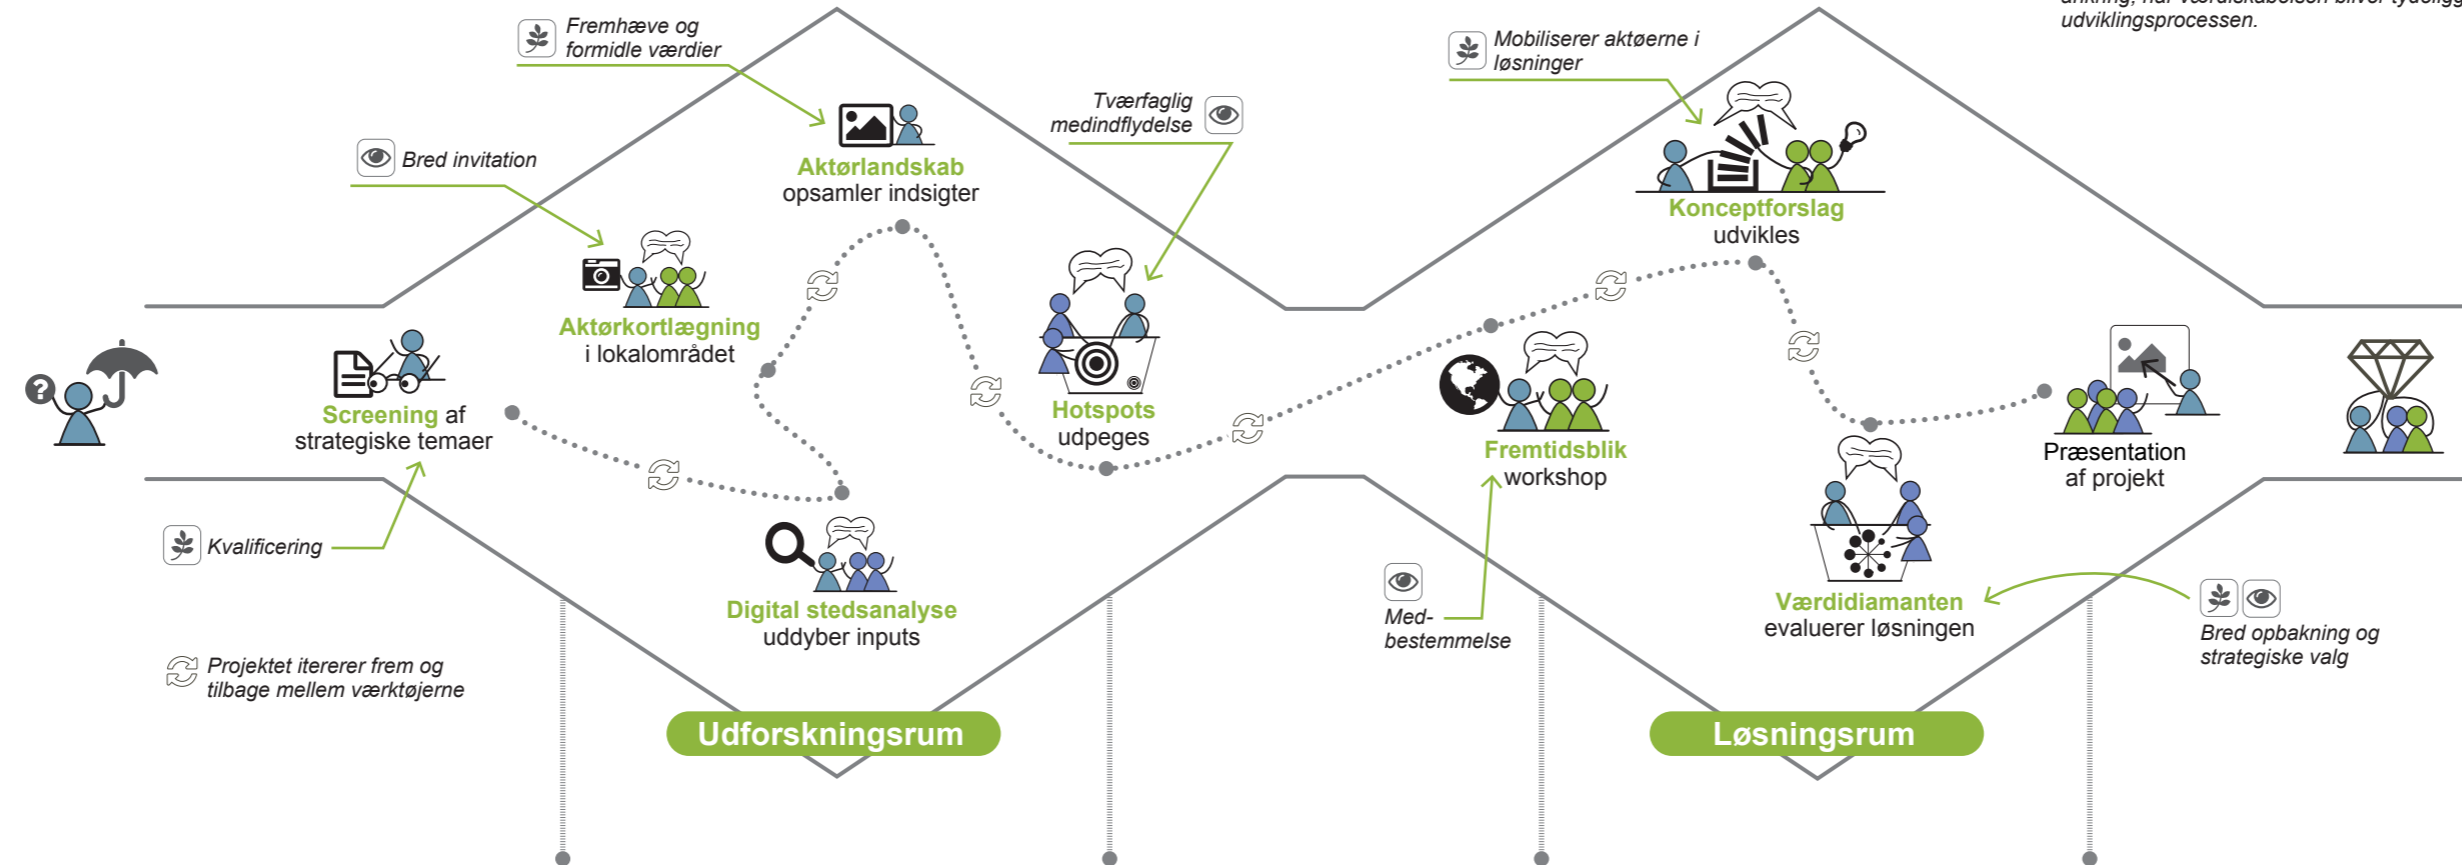 udviklingsprocessen.
Fremhæve og
formidle værdier
Mobiliserer aktøerne i
løsninger
Tværfaglig
medindflydelse
Bred invitation
Aktørlandskab
opsamler indsigter
Konceptforslag
udvikles
Aktørkortlægning
i lokalområdet
?
Screening af
strategiske temaer
Hotspots
udpeges
Fremtidsblik
workshop
Præsentation
af projekt
Kvalificering
Digital stedsanalyse
uddyber inputs
Med-
bestemmelse
Værdidiamanten
evaluerer løsningen
Bred opbakning og
strategiske valg
Projektet itererer frem og
tilbage mellem værktøjerne
Udforskningsrum
Løsningsrum